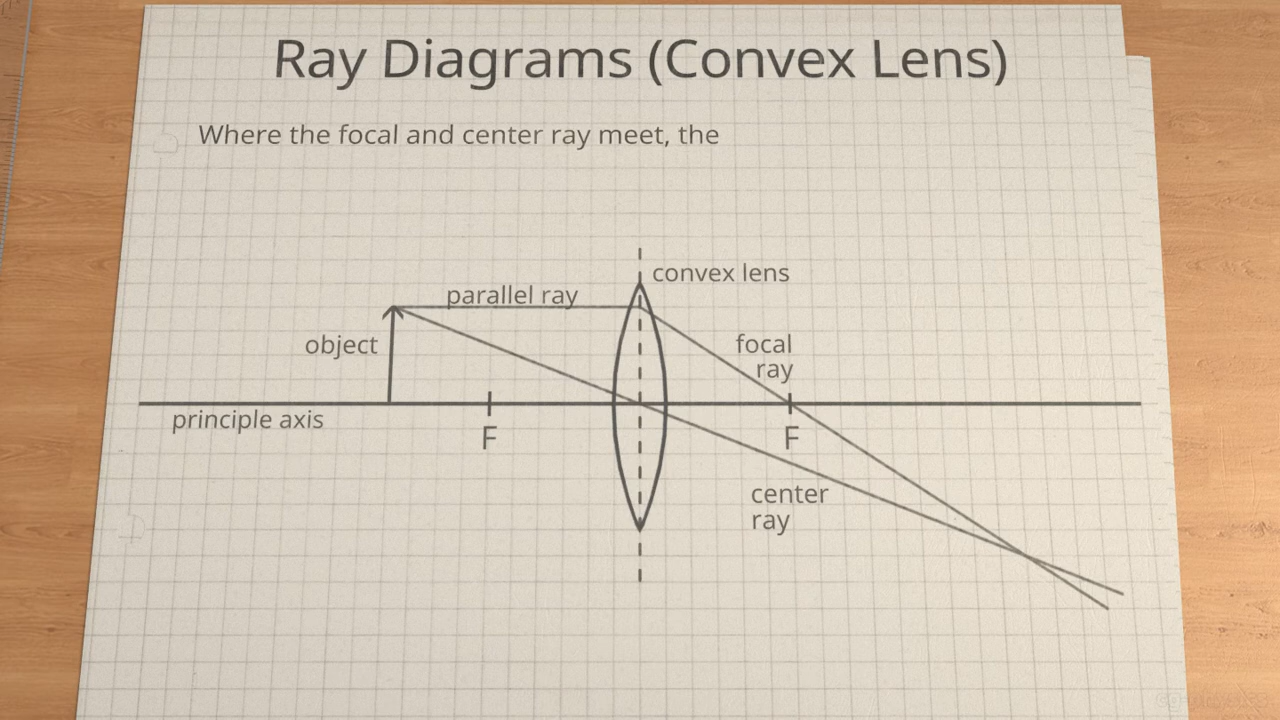 Ray Diagrams (Convex Lens)
Where the focal and center ray meet, the
convex lens
parallel ray
object
focal
ray
principle axis
F
F
center
ray